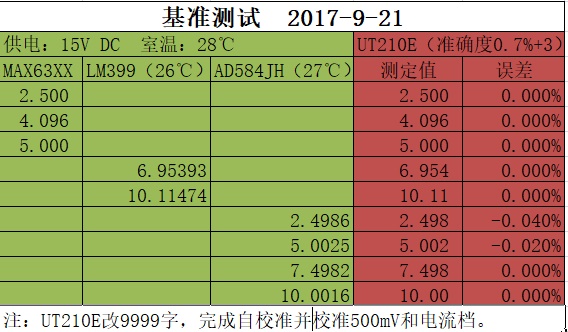 基准测试 2017-9-21
供电：15V DC 室温：28℃ UT210E（准确度0.7%+3）
MAX63XX LM399（26℃） AD584JH（27℃） 测定值 误差
2.500 2.500 0.000%
4.096 4.096 0.000%
5.000 5.000 0.000%
6.95393 6.954 0.000%
10.11474 10.11 0.000%
2.4986 2.498 -0.040%
5.0025 5.002 -0.020%
7.4982 7.498 0.000%
10.0016 10.00 0.000%
注：UT210E改9999字，完成自校准并校准500mV和电流档。